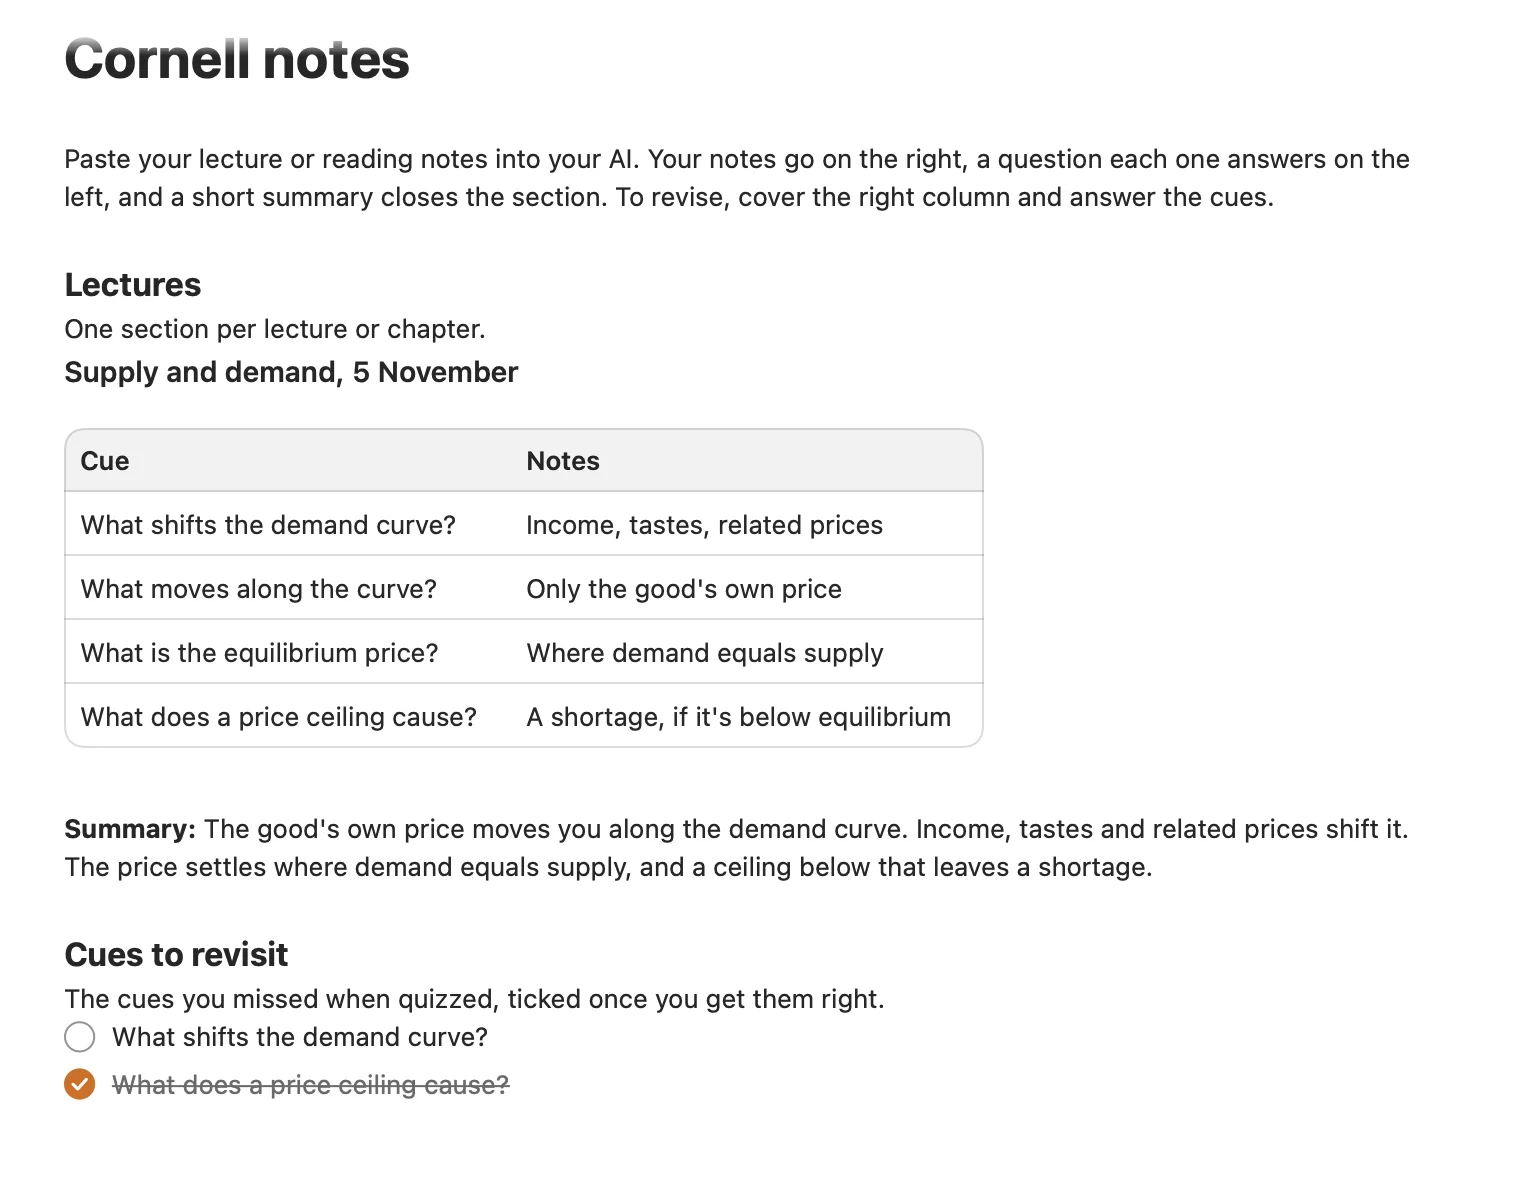 Cornell notes
Paste your lecture or reading notes into your AI. Your notes go on the right, a question each one answers on the
left, and a short summary closes the section. To revise, cover the right column and answer the cues.
Lectures
One section per lecture or chapter.
Supply and demand, 5 November
Cue Notes
What shifts the demand curve? Income, tastes, related prices
What moves along the curve? Only the good's own price
What is the equilibrium price? Where demand equals supply
What does a price ceiling cause? A shortage, if it's below equilibrium
Summary: The good's own price moves you along the demand curve. Income, tastes and related prices shift it.
The price settles where demand equals supply, and a ceiling below that leaves a shortage.
Cues to revisit
The cues you missed when quizzed, ticked once you get them right.
What shifts the demand curve?
What does a price ceiling cause?